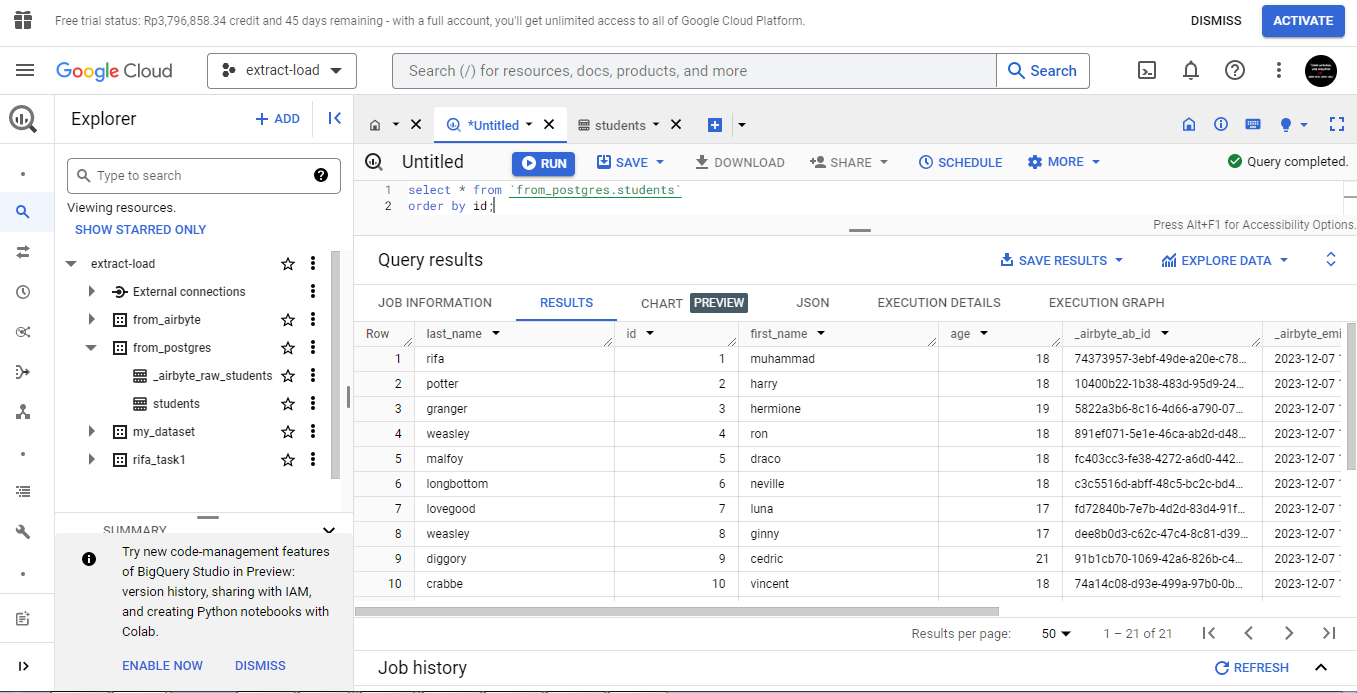 Free trial status: Rp3,796,858.34 credit and 45 days remaining - with a full account, you'll get unlimited access to all of Google Cloud Platform.
DISMISS
ACTIVATE
Google Cloud
extract-load
Search (/) for resources, docs, products, and more
Search
Explorer
+ ADD
*Untitled
students
Untitled
RUN
SAVE
DOWNLOAD
SHARE
SCHEDULE
MORE
Query completed.
Type to search
Viewing resources.
SHOW STARRED ONLY
1 select * from `from_postgres.students`
2 order by id;
Press Alt+F1 for Accessibility Options.
extract-load
External connections
from_airbyte
from_postgres
_airbyte_raw_students
students
my_dataset
rifa_task1
SUMMARY
Try new code-management features
of BigQuery Studio in Preview:
version history, sharing with IAM,
and creating Python notebooks with
Colab.
ENABLE NOW
DISMISS
Query results
SAVE RESULTS
EXPLORE DATA
JOB INFORMATION
RESULTS
CHART PREVIEW
JSON
EXECUTION DETAILS
EXECUTION GRAPH
Row last_name id first_name age _airbyte_ab_id _airbyte_emi
1 rifa 1 muhammad 18 74373957-3ebf-49de-a20e-c78... 2023-12-07
2 potter 2 harry 18 10400b22-1b38-483d-95d9-24... 2023-12-07
3 granger 3 hermione 19 5822a3b6-8c16-4d66-a790-07... 2023-12-07
4 weasley 4 ron 18 891ef071-5e1e-46ca-ab2d-d48... 2023-12-07
5 malfoy 5 draco 18 fc403cc3-fe38-4272-a6d0-442... 2023-12-07
6 longbottom 6 neville 18 c3c5516d-abff-48c5-bc2c-bd4... 2023-12-07
7 lovegood 7 luna 17 fd72840b-7e7b-4d2d-83d4-91f... 2023-12-07
8 weasley 8 ginny 17 dee8b0d3-c62c-47c4-8c81-d39... 2023-12-07
9 diggory 9 cedric 21 91b1cb70-1069-42a6-826b-c4... 2023-12-07
10 crabbe 10 vincent 18 74a14c08-d93e-499a-97b0-0b... 2023-12-07
Results per page: 50 1 – 21 of 21
Job history
REFRESH